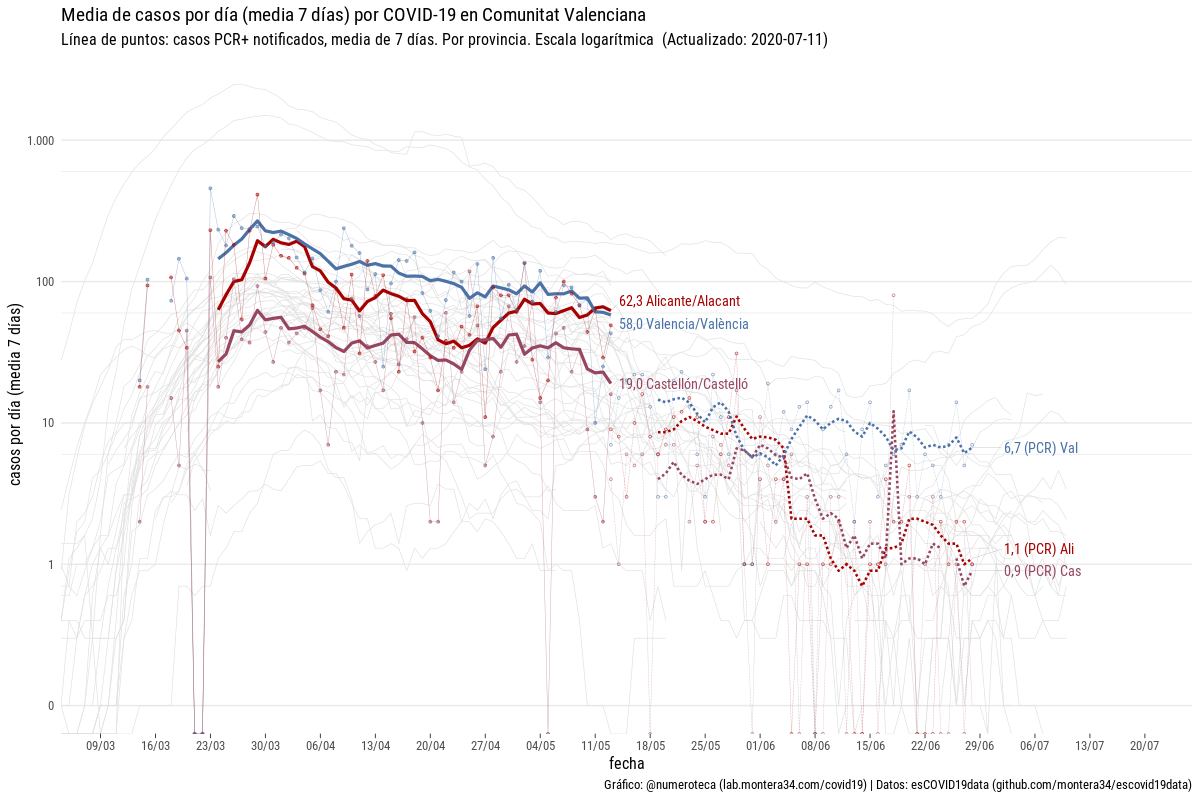 Media de casos por día (media 7 días) por COVID-19 en Comunitat Valenciana
Línea de puntos: casos PCR+ notificados, media de 7 días. Por provincia. Escala logarítmica  (Actualizado: 2020-07-11)
casos por día (media 7 días)
1.000
100
10
1
0
62,3 Alicante/Alacant
58,0 Valencia/València
19,0 Castellón/Castelló
6,7 (PCR) Val
1,1 (PCR) Ali
0,9 (PCR) Cas
09/03 16/03 23/03 30/03 06/04 13/04 20/04 27/04 04/05 11/05 18/05 25/05 01/06 08/06 15/06 22/06 29/06 06/07 13/07 20/07
fecha
Gráfico: @numeroteca (lab.montera34.com/covid19) | Datos: esCOVID19data (github.com/montera34/escovid19data)